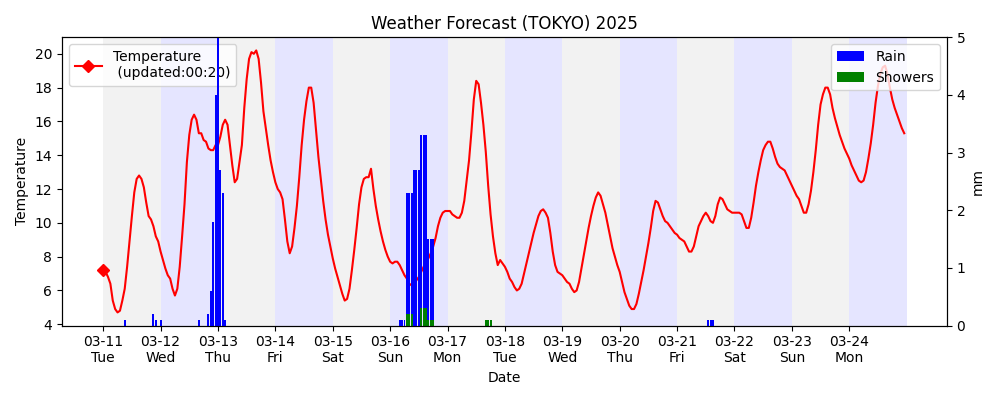 Weather Forecast (TOKYO) 2025
Temperature
(updated:00:20)
Rain
Showers
Temperature
20
18
16
14
12
10
8
6
4
5
4
3
2
1
0
mm
03-11 03-12 03-13 03-14 03-15 03-16 03-17 03-18 03-19 03-20 03-21 03-22 03-23 03-24
Tue Wed Thu Fri Sat Sun Mon Tue Wed Thu Fri Sat Sun Mon
Date